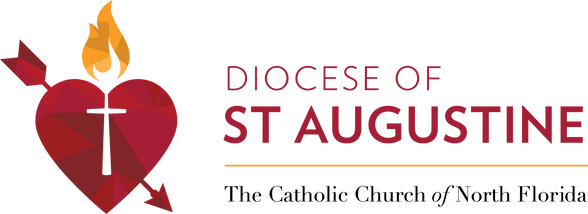 DIOCESE OF
ST AUGUSTINE
The Catholic Church of North Florida